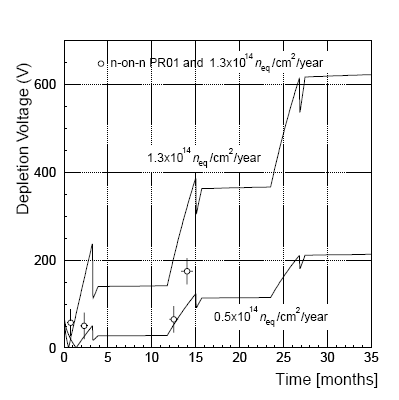 n-on-n PR01 and 1.3x10^14 n_eq/cm^2/year
600
Depletion Voltage (V)
1.3x10^14 n_eq/cm^2/year
400
200
0.5x10^14 n_eq/cm^2/year
0
0 5 10 15 20 25 30 35
Time [months]